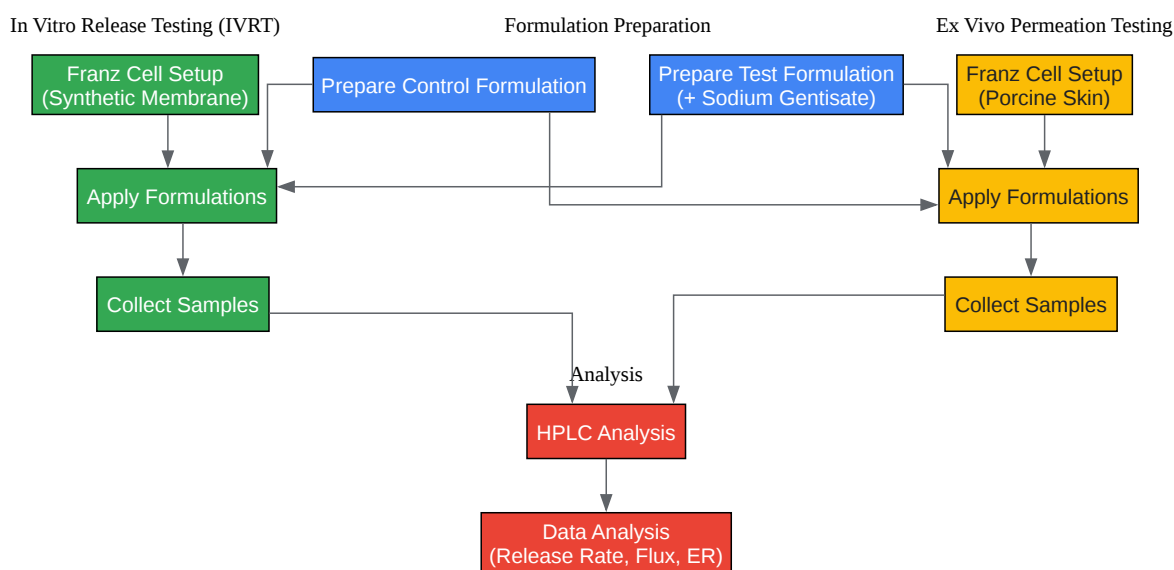 In Vitro Release Testing (IVRT)
Formulation Preparation
Ex Vivo Permeation Testing
Franz Cell Setup
(Synthetic Membrane)
Prepare Control Formulation
Prepare Test Formulation
(+ Sodium Gentisate)
Franz Cell Setup
(Porcine Skin)
Apply Formulations
Apply Formulations
Collect Samples
Collect Samples
Analysis
HPLC Analysis
Data Analysis
(Release Rate, Flux, ER)